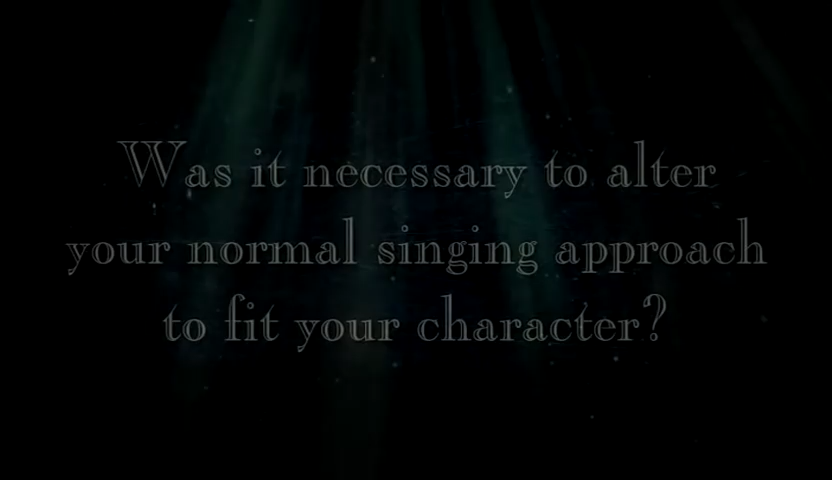 Was it necessary to alter
your normal singing approach
to fit your character?